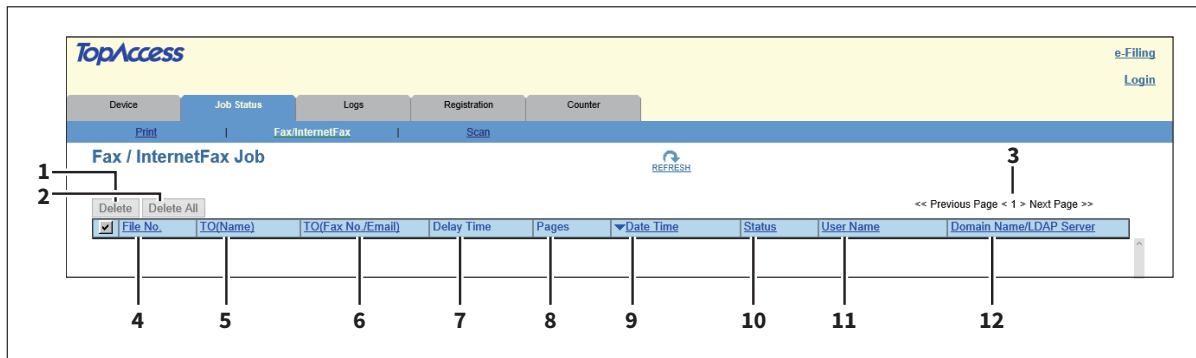 TopAccess
e-Filing
Login
Device Job Status Logs Registration Counter
Print | Fax/InternetFax | Scan
Fax / InternetFax Job
REFRESH
1
2
3
Delete Delete All
<< Previous Page < 1 > Next Page >>
File No. TO(Name) TO(Fax No./Email) Delay Time Pages Date Time Status User Name Domain Name/LDAP Server
4 5 6 7 8 9 10 11 12